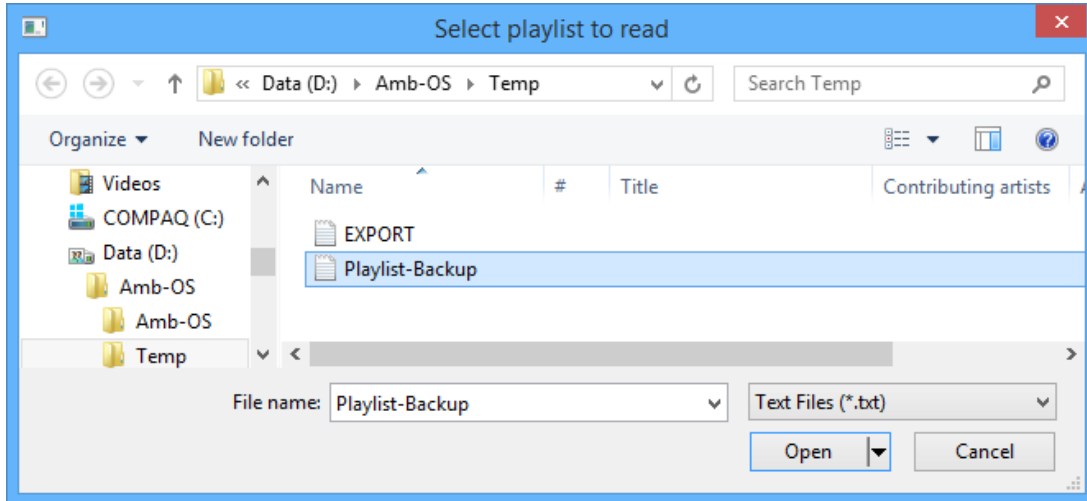 Select playlist to read
« Data (D:) Amb-OS Temp Search Temp
Organize New folder
Name # Title Contributing artists
Videos
COMPAQ (C:)
Data (D:)
Amb-OS
Amb-OS
Temp
EXPORT
Playlist-Backup
File name: Playlist-Backup Text Files (*.txt)
Open Cancel